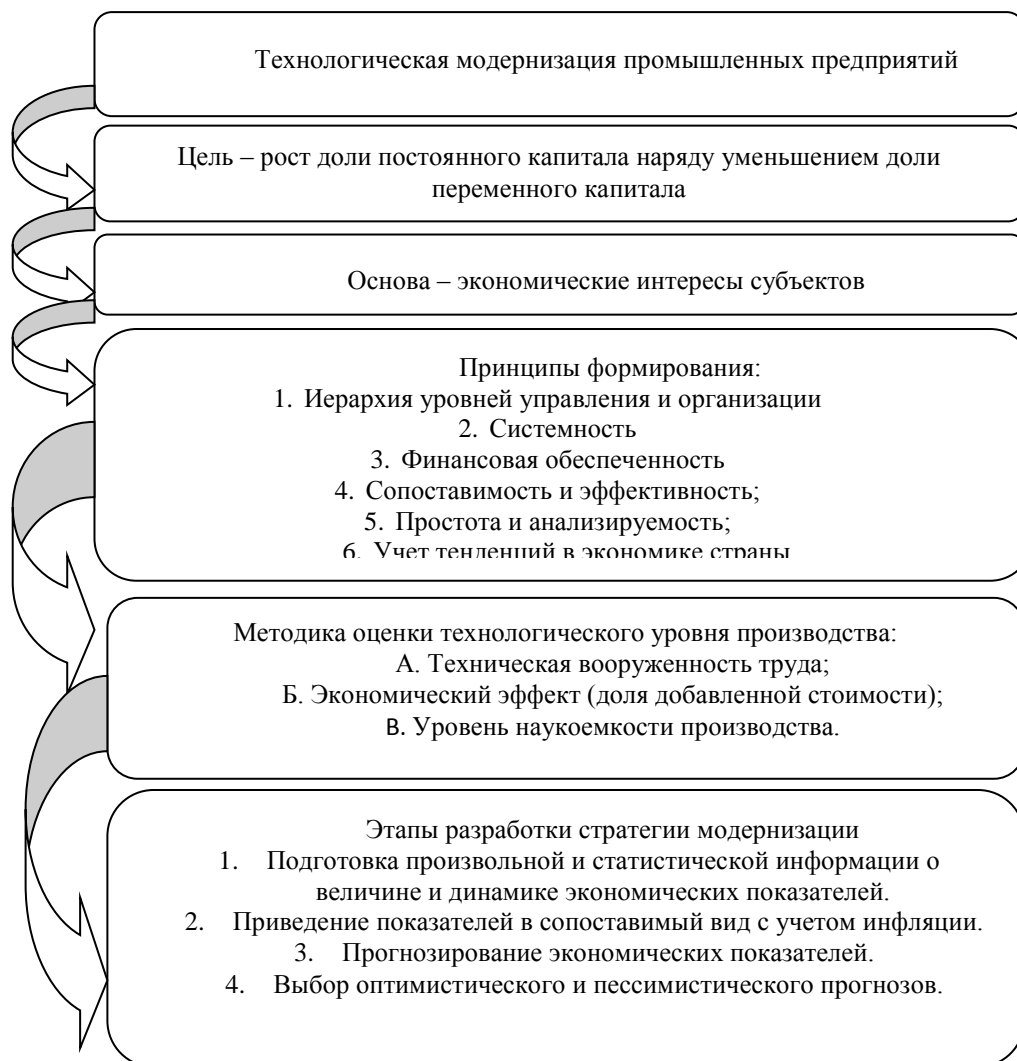 Технологическая модернизация промышленных предприятий
Цель – рост доли постоянного капитала наряду уменьшением доли
переменного капитала
Основа – экономические интересы субъектов
Принципы формирования:
1. Иерархия уровней управления и организации
2. Системность
3. Финансовая обеспеченность
4. Сопоставимость и эффективность;
5. Простота и анализируемость;
6. Учет тенденций в экономике страны
Методика оценки технологического уровня производства:
А. Техническая вооруженность труда;
Б. Экономический эффект (доля добавленной стоимости);
В. Уровень наукоемкости производства.
Этапы разработки стратегии модернизации
1. Подготовка произвольной и статистической информации о
величине и динамике экономических показателей.
2. Приведение показателей в сопоставимый вид с учетом инфляции.
3. Прогнозирование экономических показателей.
4. Выбор оптимистического и пессимистического прогнозов.